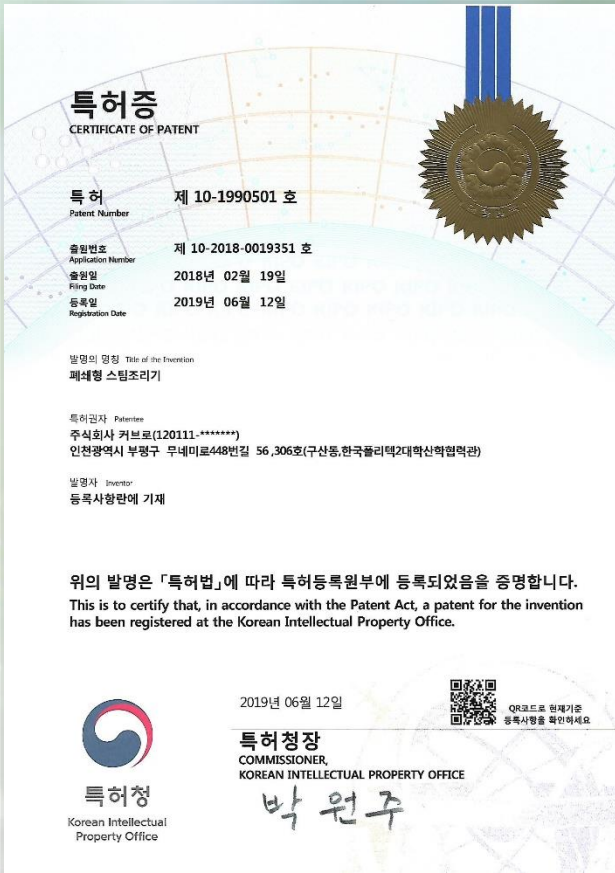 특허증
CERTIFICATE OF PATENT
특허 제 10-1990501 호
Patent Number
출원번호 제 10-2018-0019351 호
Application Number
출원일 2018년 02월 19일
Filing Date
등록일 2019년 06월 12일
Registration Date
발명의 명칭 Title of the Invention
폐쇄형 스팀조리기
특허권자 Patentee
주식회사 커브로(120111-*******)
인천광역시 부평구 무네미로448번길 56 ,306호(구산동,한국폴리텍2대학산학협력관)
발명자 Inventor
등록사항란에 기재
위의 발명은 「특허법」에 따라 특허등록원부에 등록되었음을 증명합니다.
This is to certify that, in accordance with the Patent Act, a patent for the invention
has been registered at the Korean Intellectual Property Office.
2019년 06월 12일
QR코드로 현재기준
등록사항을 확인하세요
특허청장
COMMISSIONER,
KOREAN INTELLECTUAL PROPERTY OFFICE
박원주
특허청
Korean Intellectual
Property Office